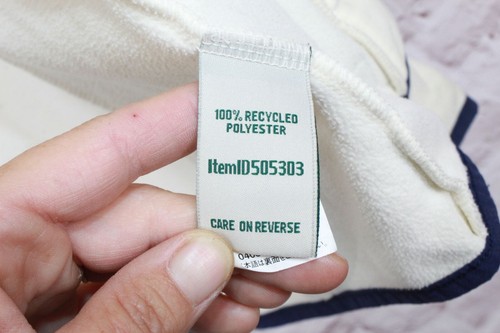 100% RECYCLED
POLYESTER
ItemID505303
CARE ON REVERSE